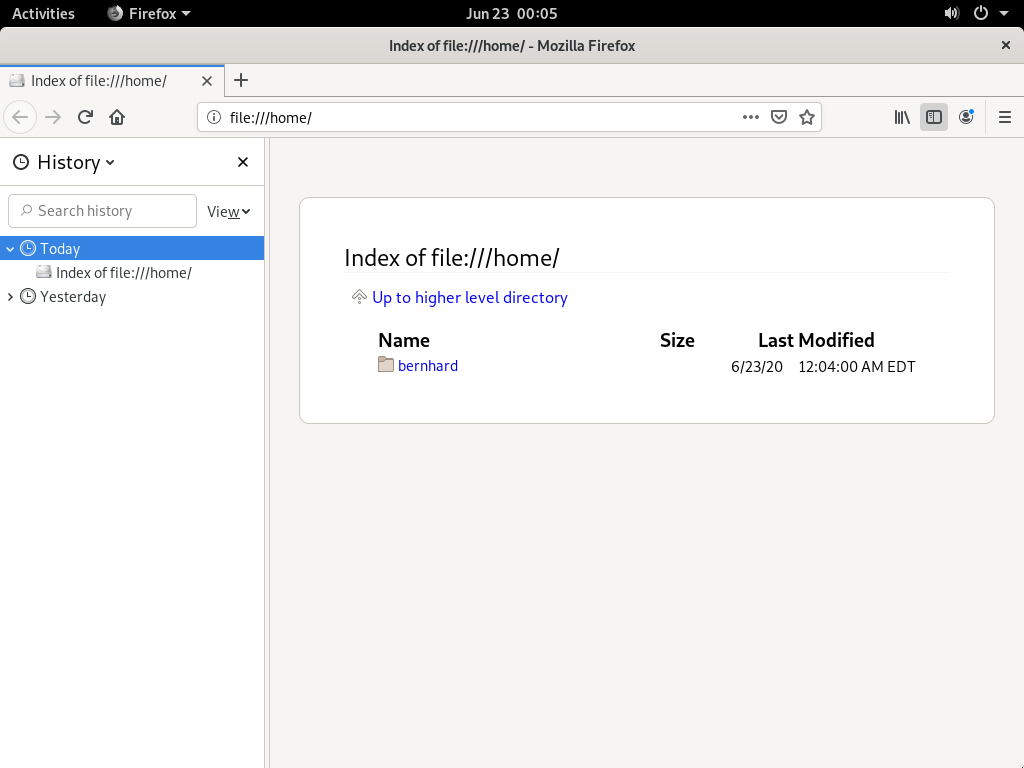 Activities Firefox Jun 23 00:05
Index of file:///home/ - Mozilla Firefox
Index of file:///home/
file:///home/
History
Search history View
Today
Index of file:///home/
Yesterday
Index of file:///home/
Up to higher level directory
Name Size Last Modified
bernhard 6/23/20 12:04:00 AM EDT